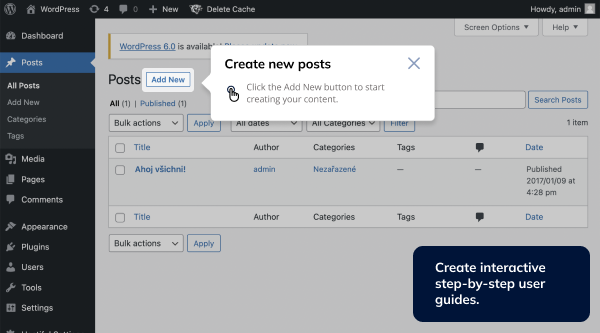 WordPress 4 0 + New Delete Cache Howdy, admin
Screen Options ▼ Help ▼
Dashboard
Posts
All Posts
Add New
Categories
Tags
Media
Pages
Comments
Appearance
Plugins
Users
Tools
Settings
WordPress 6.0 is available!
Posts Add New
Create new posts
Click the Add New button to start
creating your content.
All (1) | Published (1)
Search Posts
Bulk actions Apply All dates All Categories Filter 1 item
Title Author Categories Tags Date
Ahoj všichni! admin Nezařazené — — Published
2017/01/09 at
4:28 pm
Title Author Categories Tags Date
Bulk actions Apply
Create interactive
step-by-step user
guides.